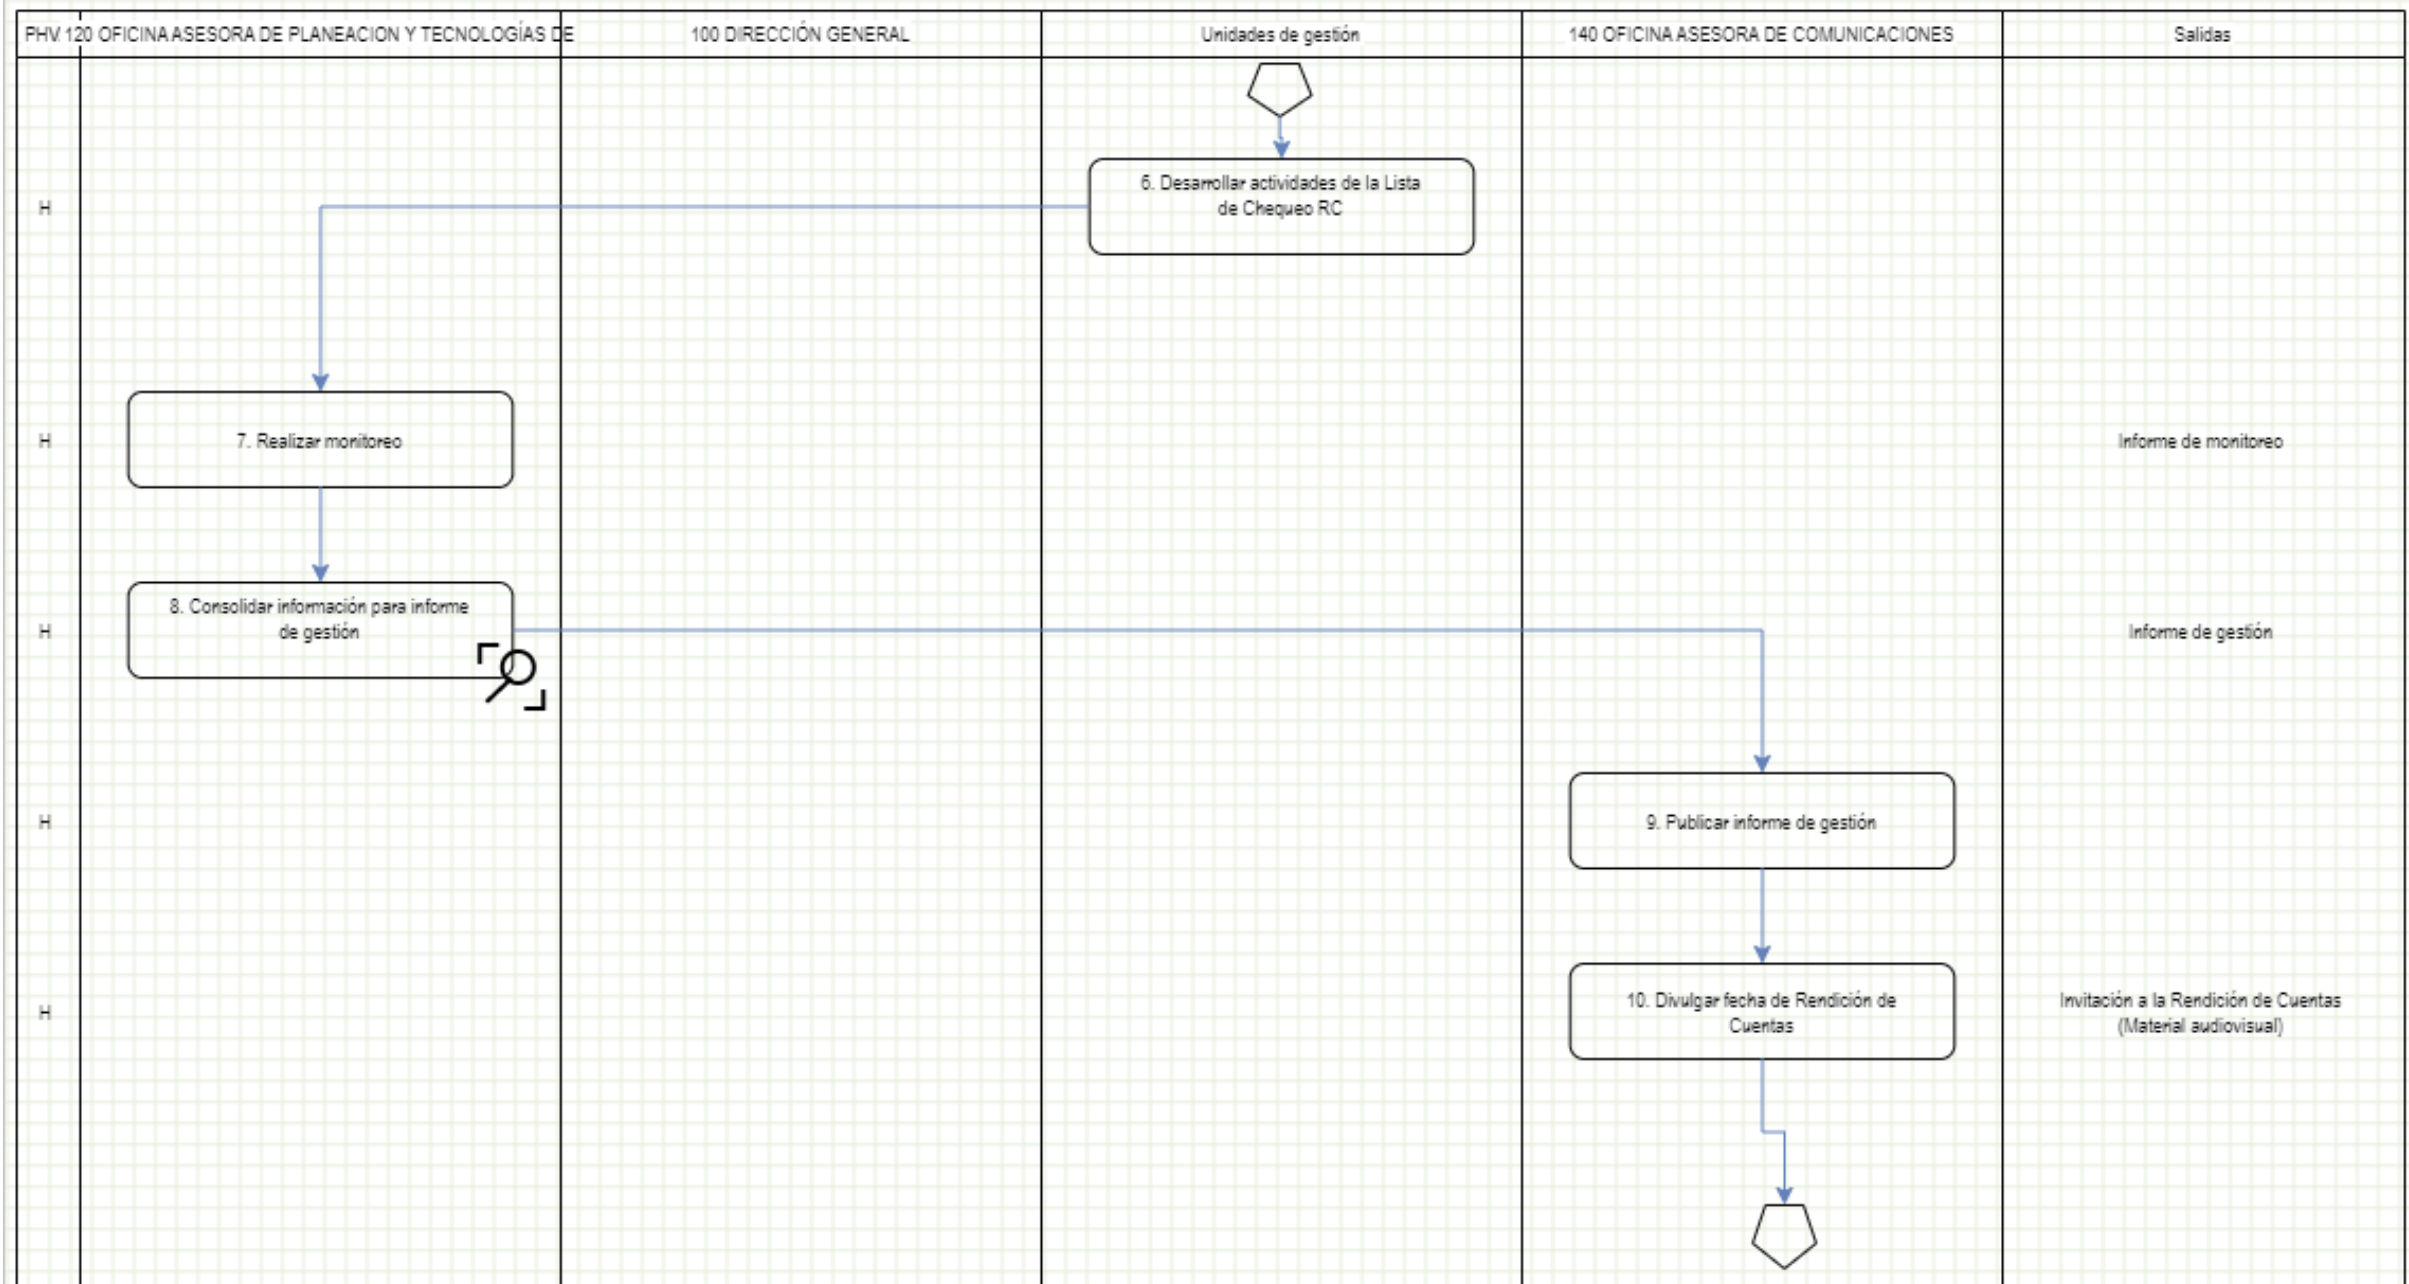 PHV 120 OFICINA ASESORA DE PLANEACION Y TECNOLOGÍAS DE
100 DIRECCIÓN GENERAL
Unidades de gestión
140 OFICINA ASESORA DE COMUNICACIONES
Salidas
H
6. Desarrollar actividades de la Lista
de Chequeo RC
H
7. Realizar monitoreo
Informe de monitoreo
H
8. Consolidar información para informe
de gestión
Informe de gestión
H
9. Publicar informe de gestión
H
10. Divulgar fecha de Rendición de
Cuentas
Invitación a la Rendición de Cuentas
(Material audiovisual)